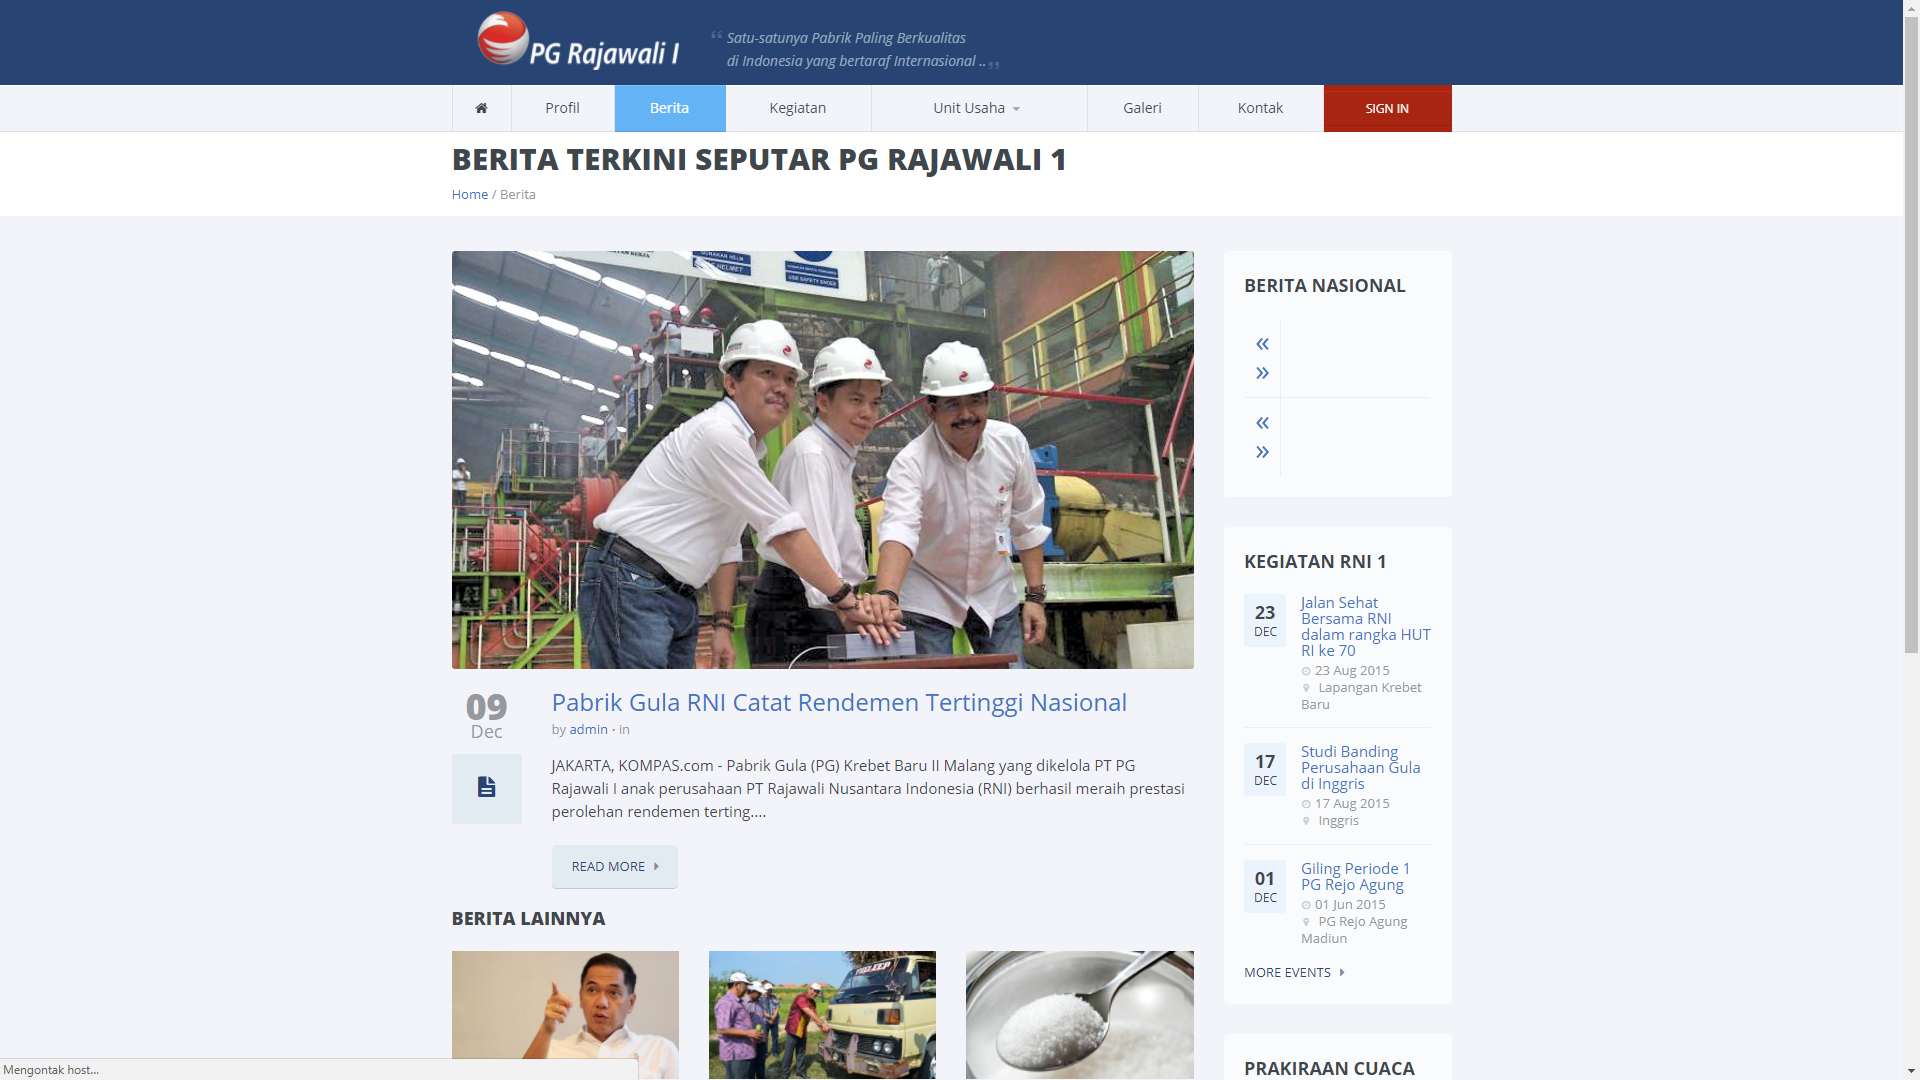 PG Rajawali I
“ Satu-satunya Pabrik Paling Berkualitas
di Indonesia yang bertaraf Internasional .. ”
Profil
Berita
Kegiatan
Unit Usaha
Galeri
Kontak
SIGN IN
BERITA TERKINI SEPUTAR PG RAJAWALI 1
Home / Berita
USE SAFETY SHOES
09
Dec
Pabrik Gula RNI Catat Rendemen Tertinggi Nasional
by admin · in
JAKARTA, KOMPAS.com - Pabrik Gula (PG) Krebet Baru II Malang yang dikelola PT PG
Rajawali I anak perusahaan PT Rajawali Nusantara Indonesia (RNI) berhasil meraih prestasi
perolehan rendemen terting....
READ MORE
BERITA LAINNYA
BERITA NASIONAL
«
»
«
»
KEGIATAN RNI 1
23
DEC
Jalan Sehat
Bersama RNI
dalam rangka HUT
RI ke 70
23 Aug 2015
Lapangan Krebet
Baru
17
DEC
Studi Banding
Perusahaan Gula
di Inggris
17 Aug 2015
Inggris
01
DEC
Giling Periode 1
PG Rejo Agung
01 Jun 2015
PG Rejo Agung
Madiun
MORE EVENTS
PRAKIRAAN CUACA
Mengontak host...